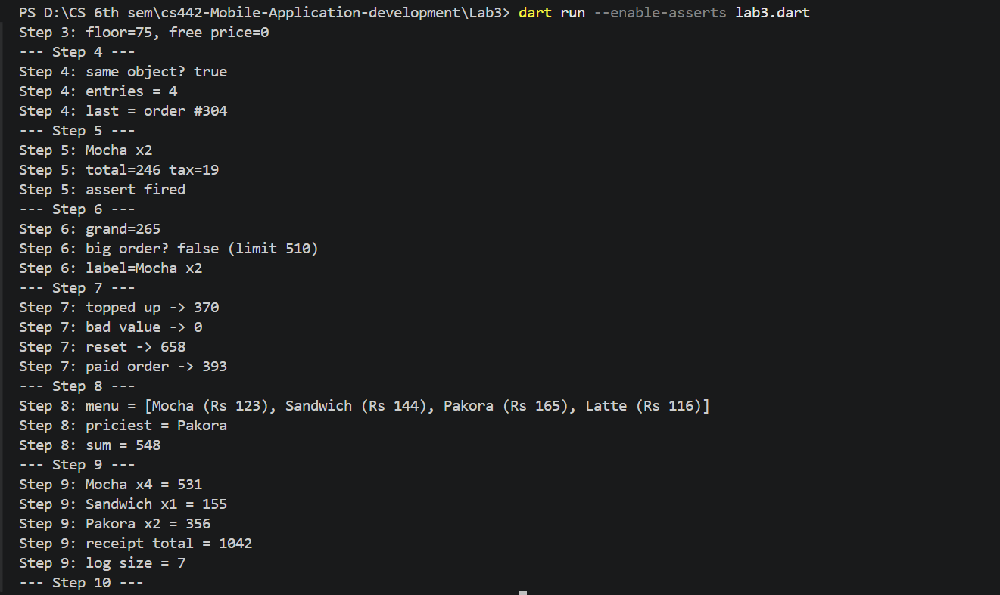 PS D:\CS 6th sem\cs442-Mobile-Application-development\Lab3> dart run --enable-asserts lab3.dart
Step 3: floor=75, free price=0
--- Step 4 ---
Step 4: same object? true
Step 4: entries = 4
Step 4: last = order #304
--- Step 5 ---
Step 5: Mocha x2
Step 5: total=246 tax=19
Step 5: assert fired
--- Step 6 ---
Step 6: grand=265
Step 6: big order? false (limit 510)
Step 6: label=Mocha x2
--- Step 7 ---
Step 7: topped up -> 370
Step 7: bad value -> 0
Step 7: reset -> 658
Step 7: paid order -> 393
--- Step 8 ---
Step 8: menu = [Mocha (Rs 123), Sandwich (Rs 144), Pakora (Rs 165), Latte (Rs 116)]
Step 8: priciest = Pakora
Step 8: sum = 548
--- Step 9 ---
Step 9: Mocha x4 = 531
Step 9: Sandwich x1 = 155
Step 9: Pakora x2 = 356
Step 9: receipt total = 1042
Step 9: log size = 7
--- Step 10 ---